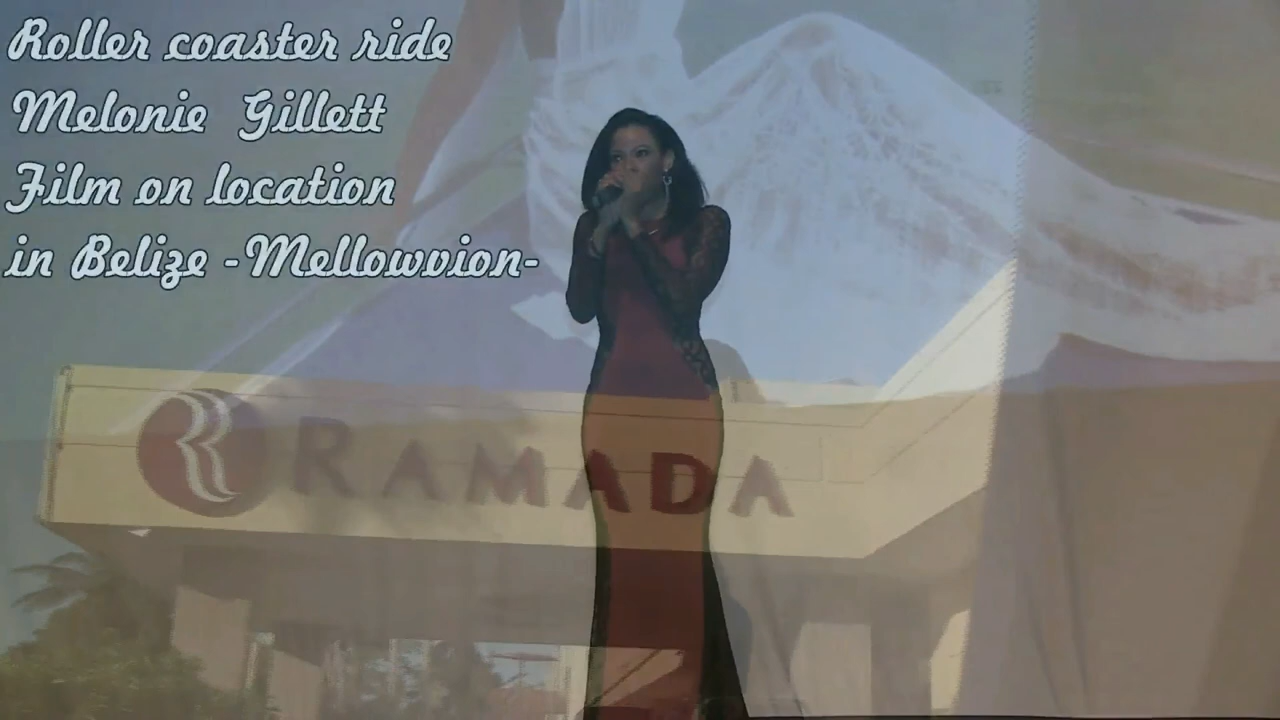 Roller coaster ride
Melonie Gillett
Film on location
in Belize -Mellowvion-
RAMADA